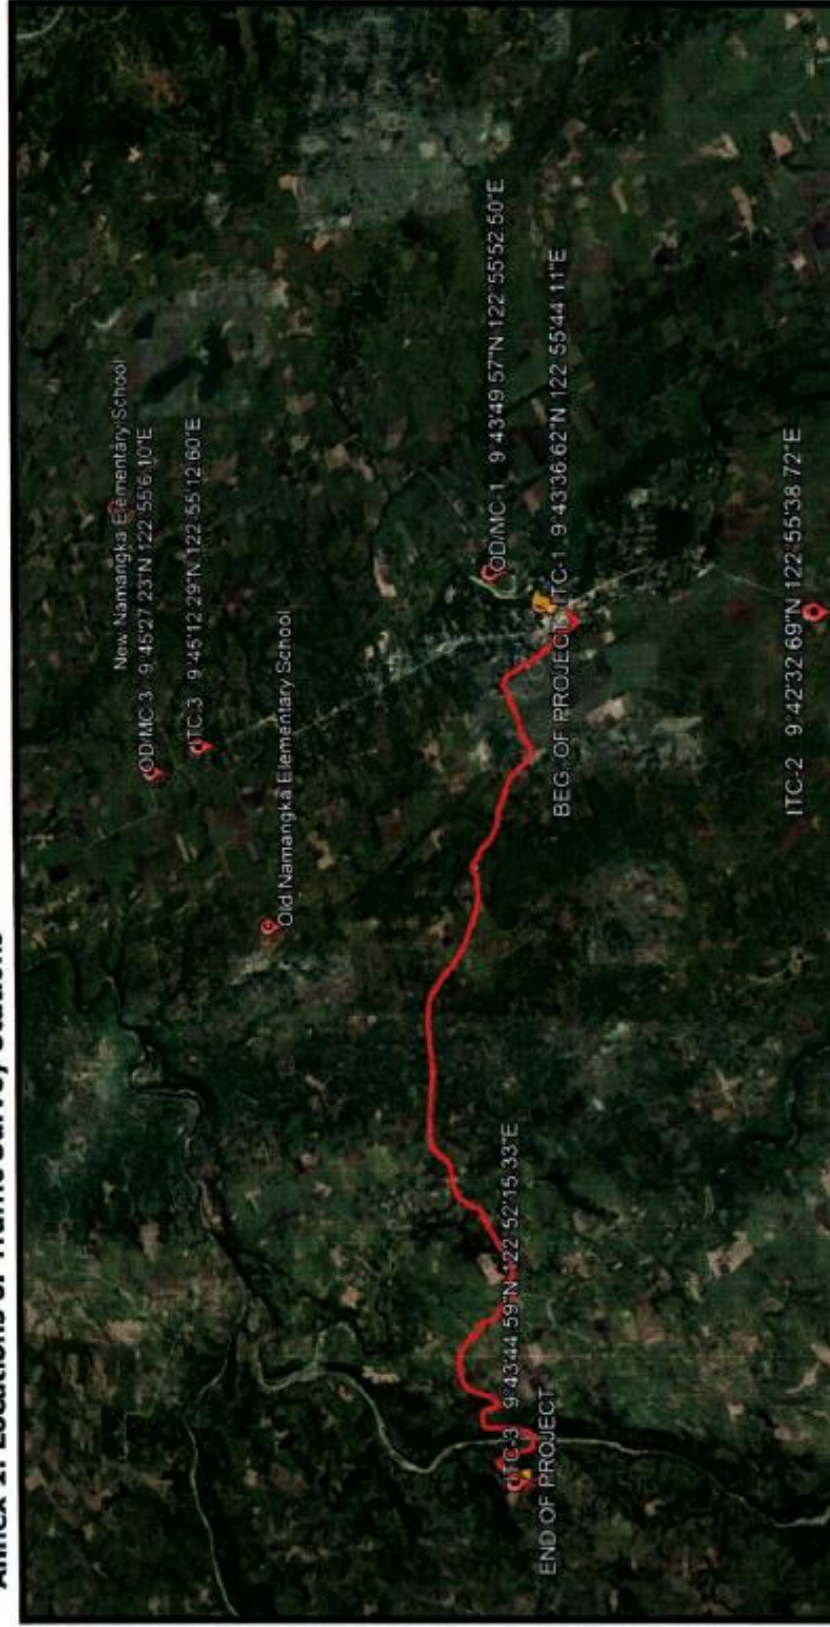 Annex 1: Locations of Traffic Survey Stations
New Namangka Elementary School
OD/MC-3 9°45'27.23"N 122°55'6.10"E
ITC-3 9°45'12.29"N 122°55'12.60"E
Old Namangka Elementary School
OD/MC-1 9°43'49.57"N 122°55'52.50"E
ITC-3 9°43'44.59"N 122°52'15.33"E
END OF PROJECT
ITC-1 9°43'36.62"N 122°55'44.11"E
BEG. OF PROJECT
ITC-2 9°42'32.69"N 122°55'38.72"E